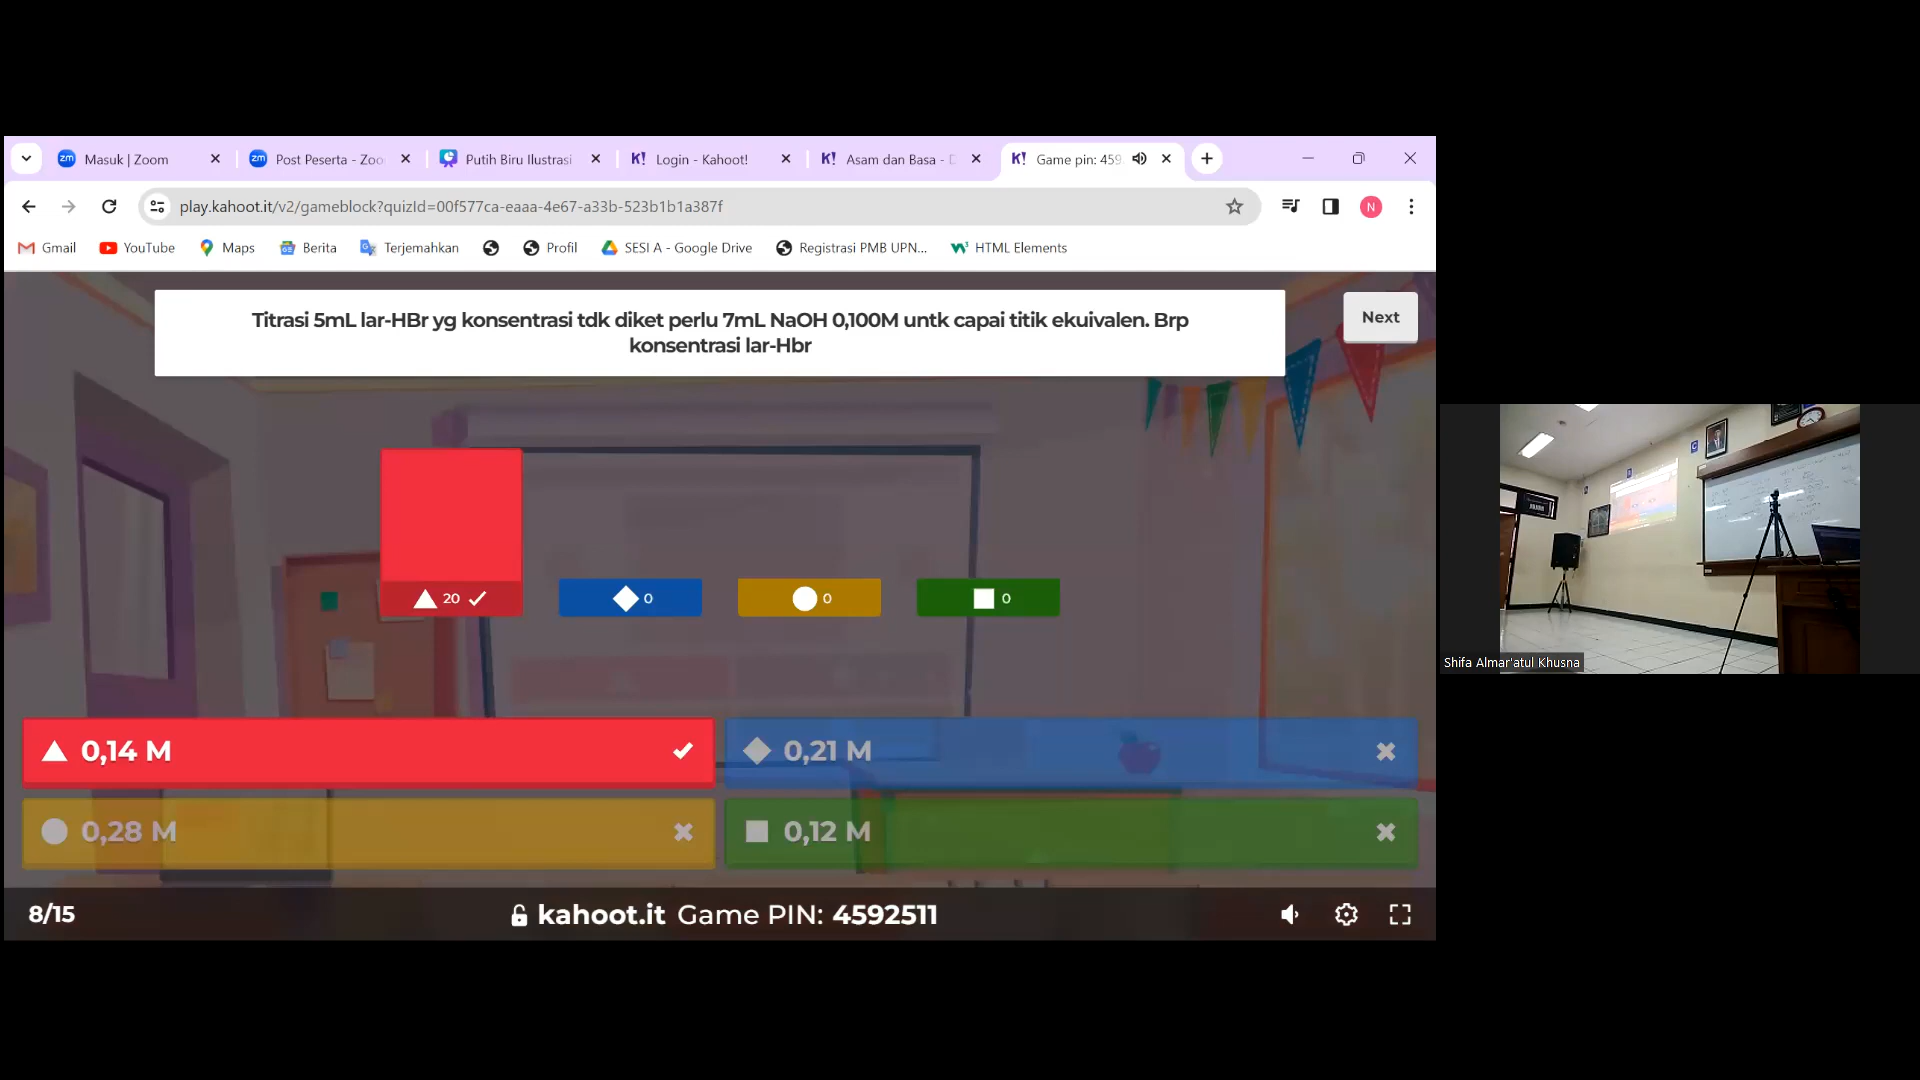 Masuk | Zoom
Post Peserta - Zoo
Putih Biru Ilustrasi
K! Login - Kahoot!
K! Asam dan Basa - D
K! Game pin: 459
play.kahoot.it/v2/gameblock?quizId=00f577ca-eaaa-4e67-a33b-523b1b1a387f
N
Gmail
YouTube
Maps
Berita
Terjemahkan
Profil
SESI A - Google Drive
Registrasi PMB UPN...
HTML Elements
Titrasi 5mL lar-HBr yg konsentrasi tdk diket perlu 7mL NaOH 0,100M untk capai titik ekuivalen. Brp
konsentrasi lar-Hbr
Next
20
0
0
0
0,14 M
0,21 M
0,28 M
0,12 M
8/15
kahoot.it Game PIN: 4592511
Shifa Almar'atul Khusna